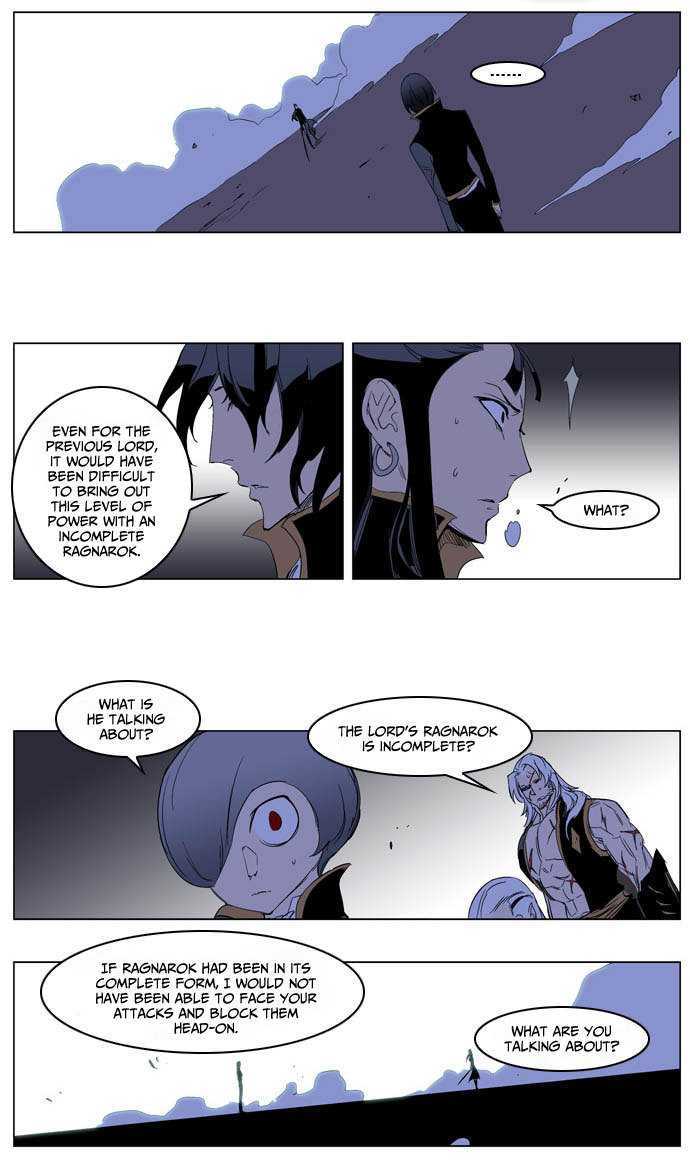 ------
EVEN FOR THE
PREVIOUS LORD,
IT WOULD HAVE
BEEN DIFFICULT
TO BRING OUT
THIS LEVEL OF
POWER WITH AN
INCOMPLETE
RAGNAROK.
WHAT?
WHAT IS
HE TALKING
ABOUT?
THE LORD'S RAGNAROK
IS INCOMPLETE?
IF RAGNAROK HAD BEEN IN ITS
COMPLETE FORM, I WOULD NOT
HAVE BEEN ABLE TO FACE YOUR
ATTACKS AND BLOCK THEM
HEAD-ON.
WHAT ARE YOU
TALKING ABOUT?